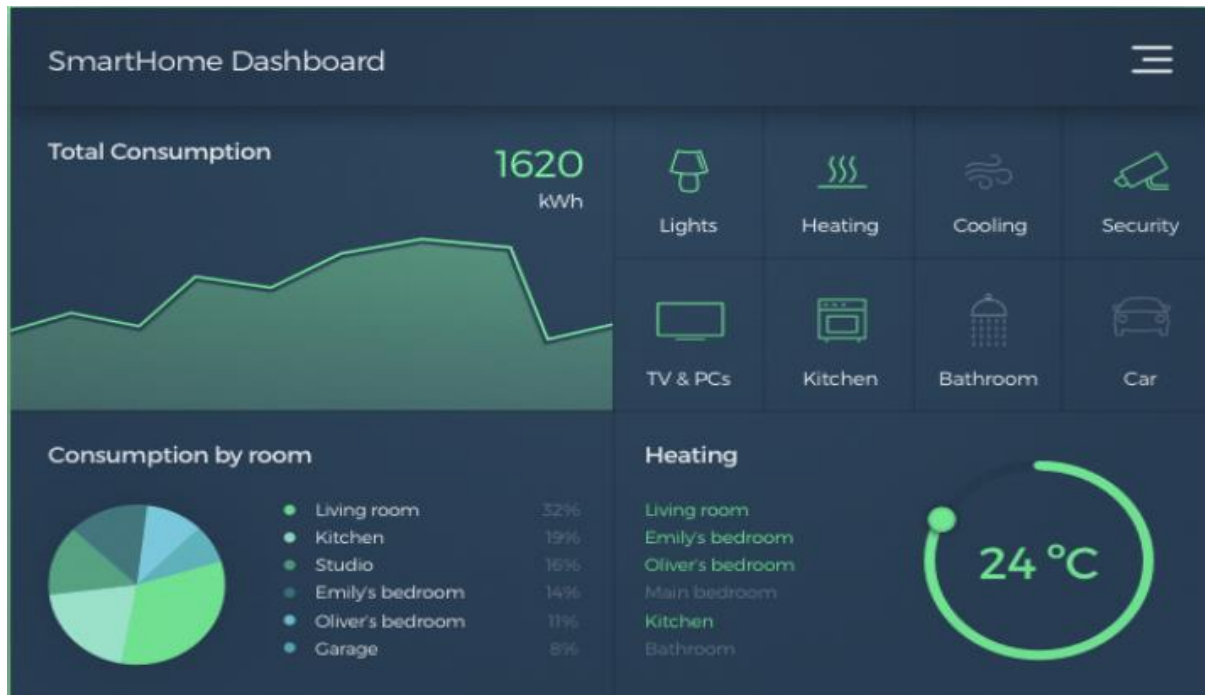 SmartHome Dashboard
Total Consumption
1620
kWh
Lights
Heating
Cooling
Security
TV & PCs
Kitchen
Bathroom
Car
Consumption by room
Living room 32%
Kitchen 19%
Studio 16%
Emily's bedroom 14%
Oliver's bedroom 11%
Garage 8%
Heating
Living room
Emily's bedroom
Oliver's bedroom
Main bedroom
Kitchen
Bathroom
24 °C